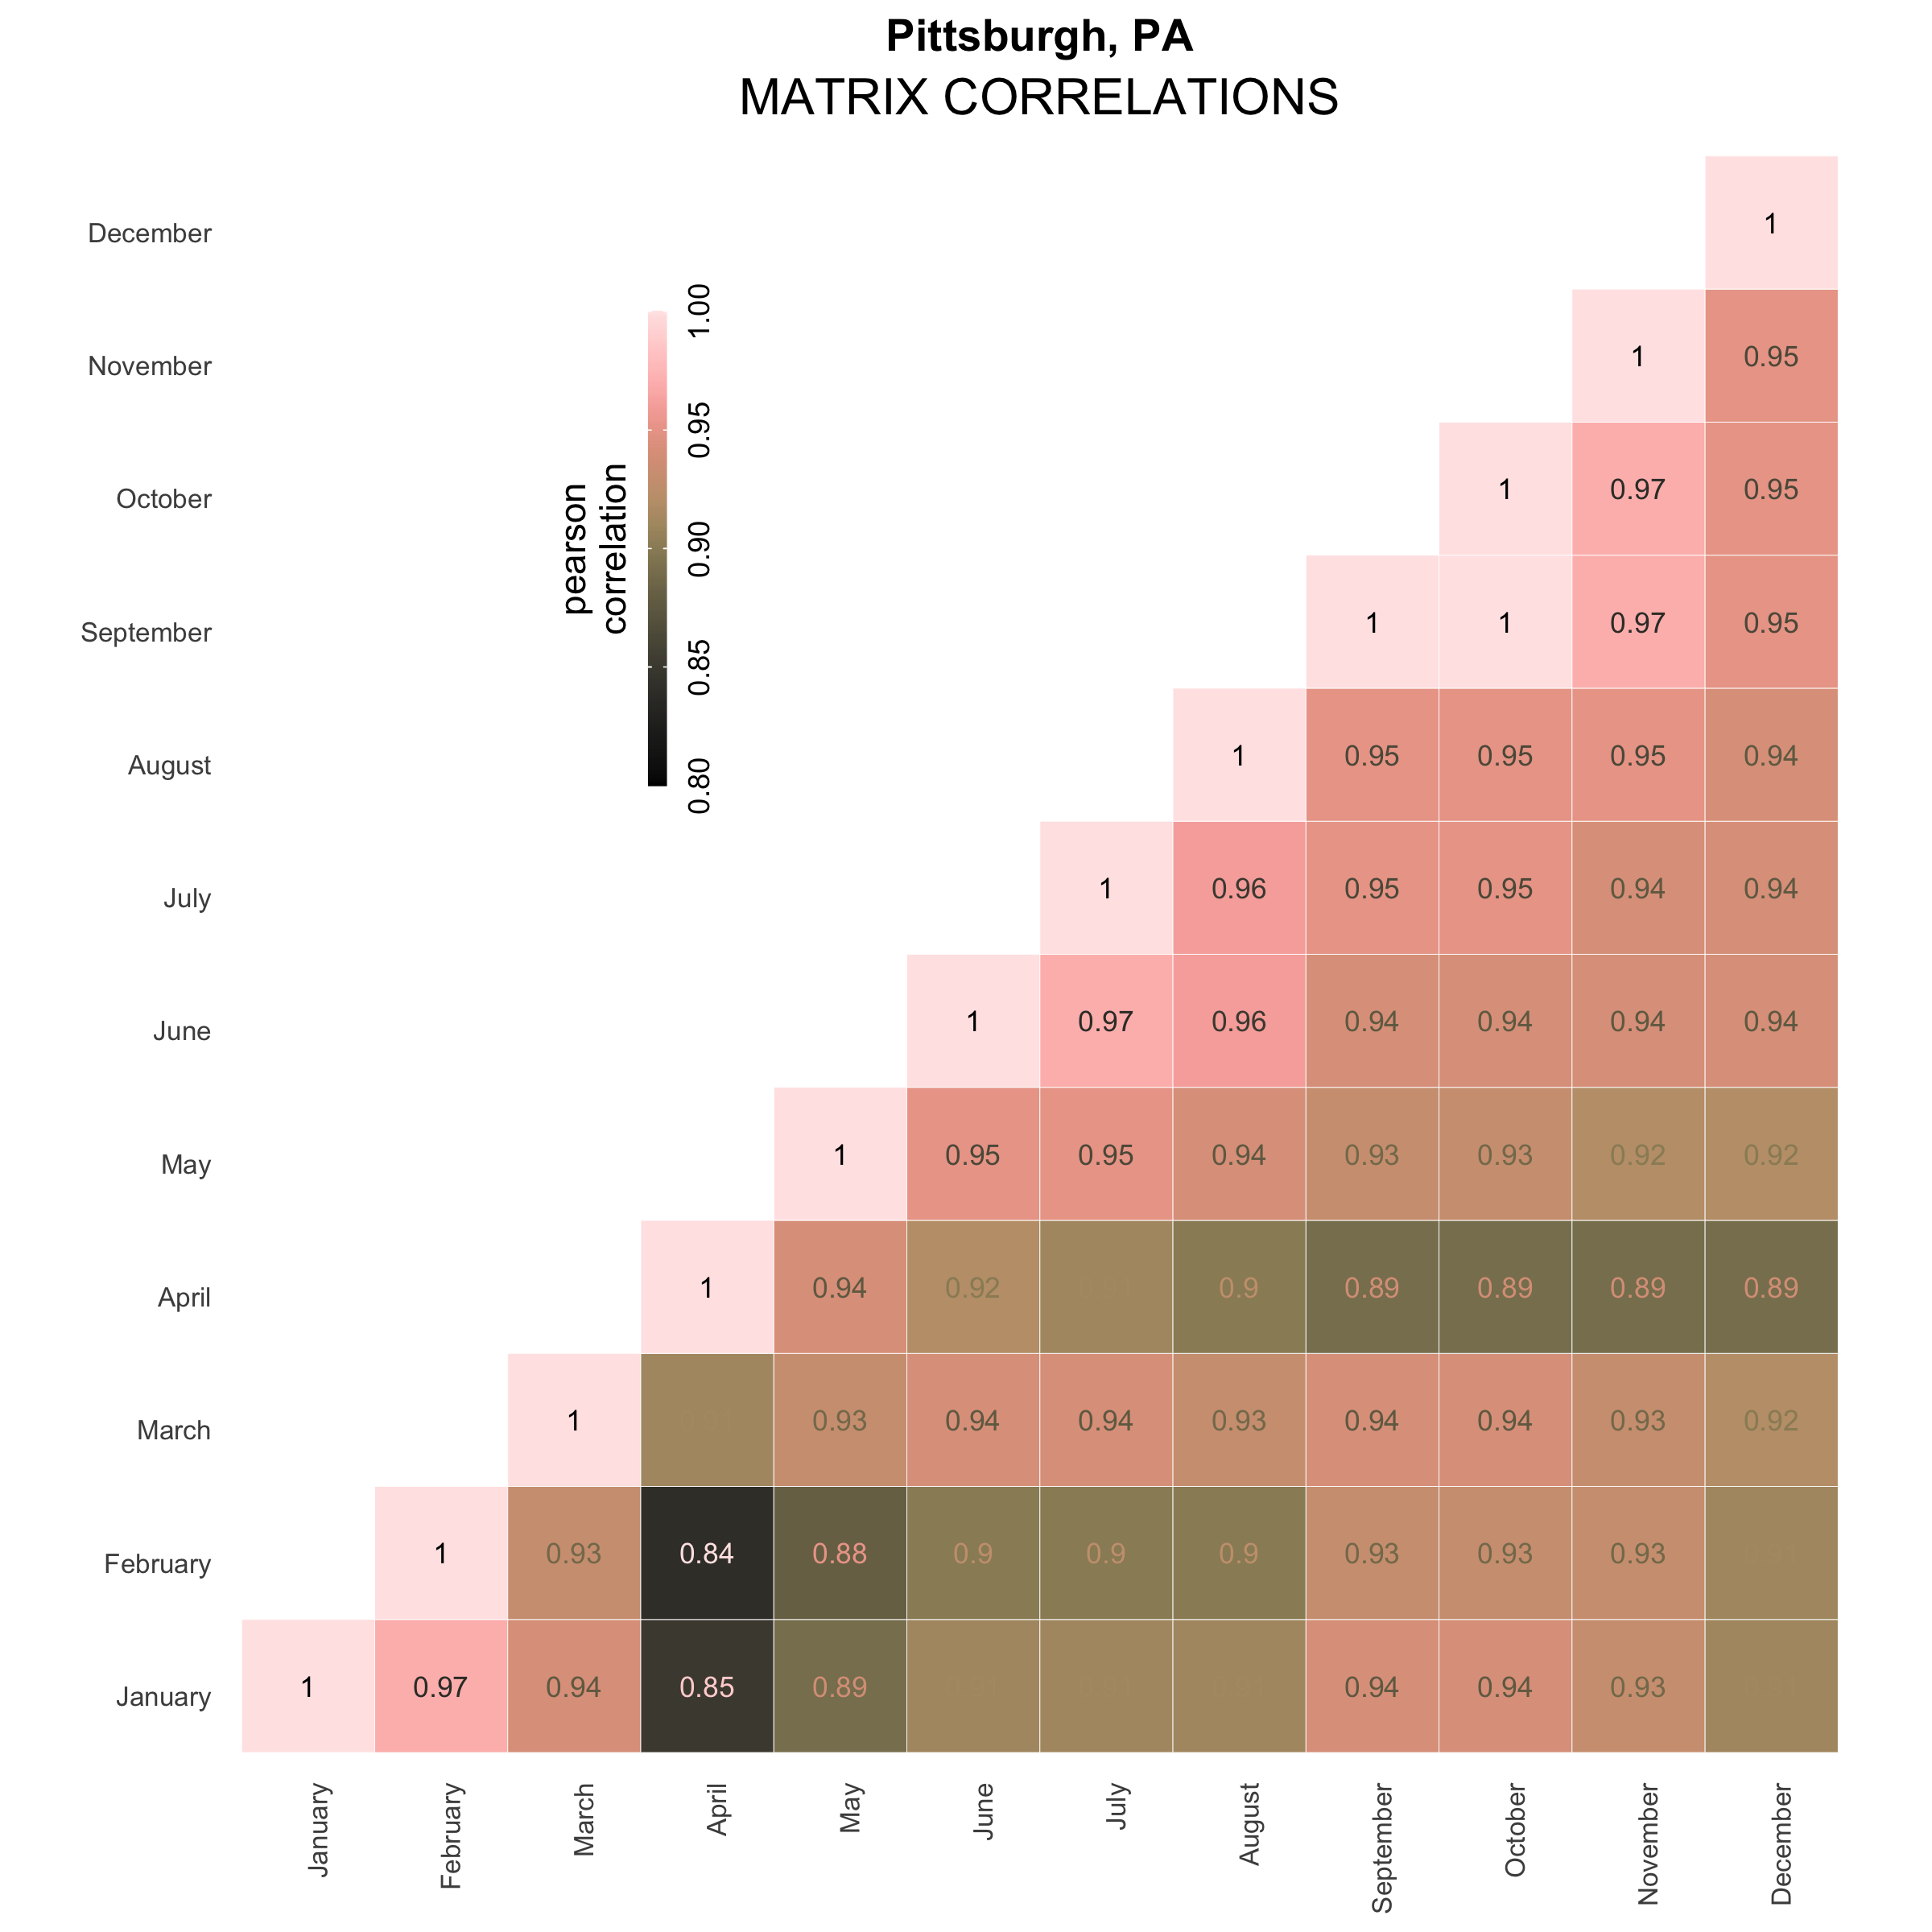 Pittsburgh, PA
MATRIX CORRELATIONS
December
1
November
1 0.95
October
1 0.97 0.95
September
1 1 0.97 0.95
August
1 0.95 0.95 0.95 0.94
July
1 0.96 0.95 0.95 0.94 0.94
June
1 0.97 0.96 0.94 0.94 0.94 0.94
May
1 0.95 0.95 0.94 0.93 0.93 0.92 0.92
April
1 0.94 0.92 0.9 0.89 0.89 0.89 0.89
March
1 0.93 0.94 0.94 0.93 0.94 0.94 0.93 0.92
February
1 0.93 0.84 0.88 0.9 0.9 0.9 0.93 0.93 0.93
January
1 0.97 0.94 0.85 0.89 0.94 0.94 0.93
pearson
correlation
0.80 0.85 0.90 0.95 1.00
January
February
March
April
May
June
July
August
September
October
November
December